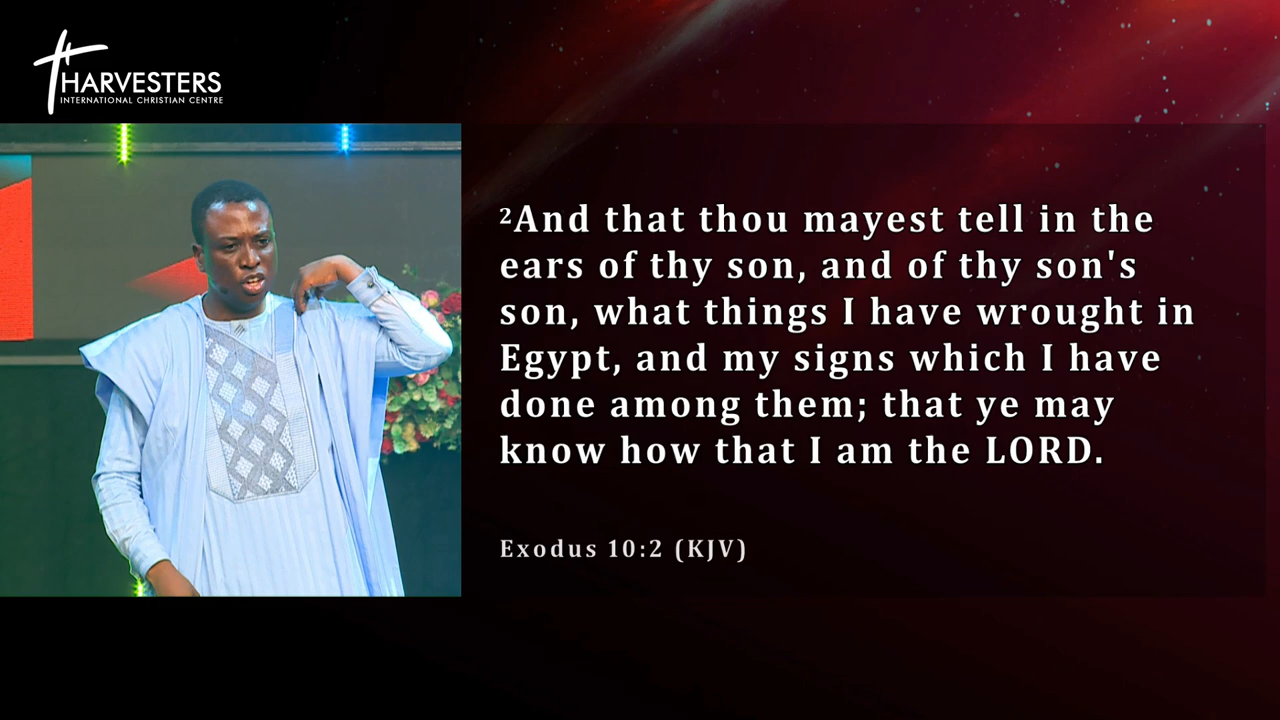 HARVESTERS
INTERNATIONAL CHRISTIAN CENTRE
²And that thou mayest tell in the
ears of thy son, and of thy son's
son, what things I have wrought in
Egypt, and my signs which I have
done among them; that ye may
know how that I am the LORD.
Exodus 10:2 (KJV)